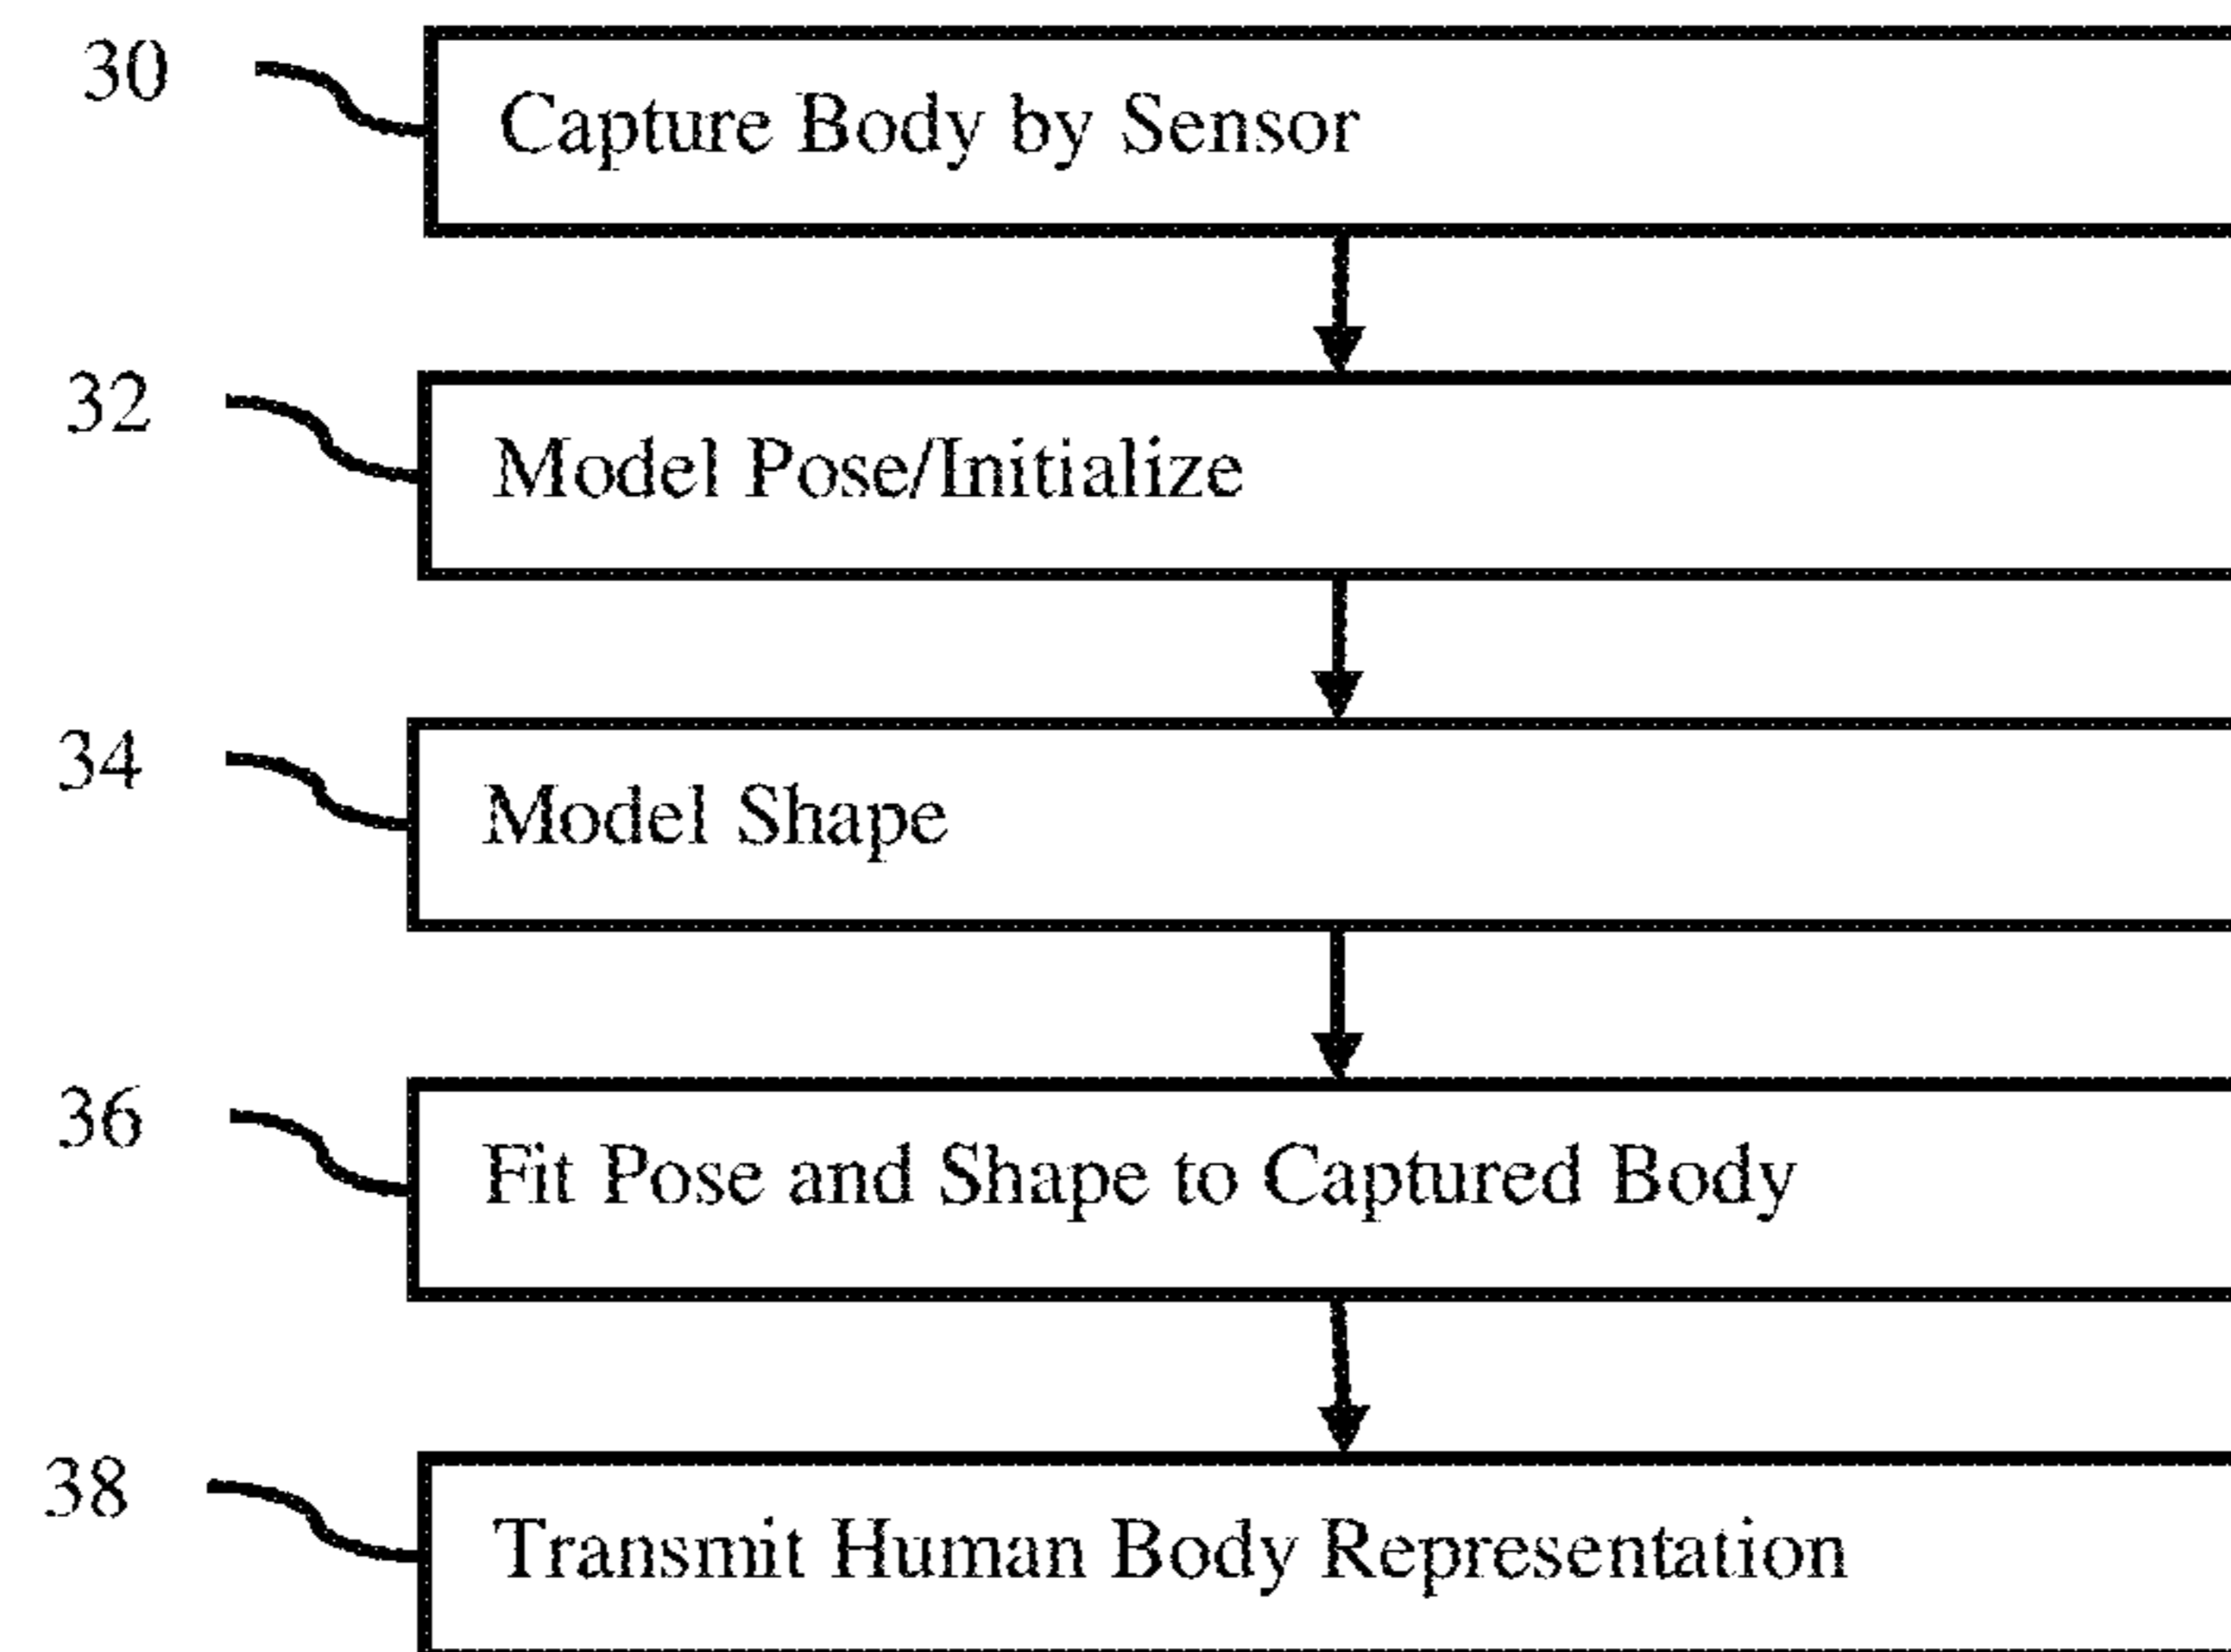 30 Capture Body by Sensor
32 Model Pose/Initialize
34 Model Shape
36 Fit Pose and Shape to Captured Body
38 Transmit Human Body Representation